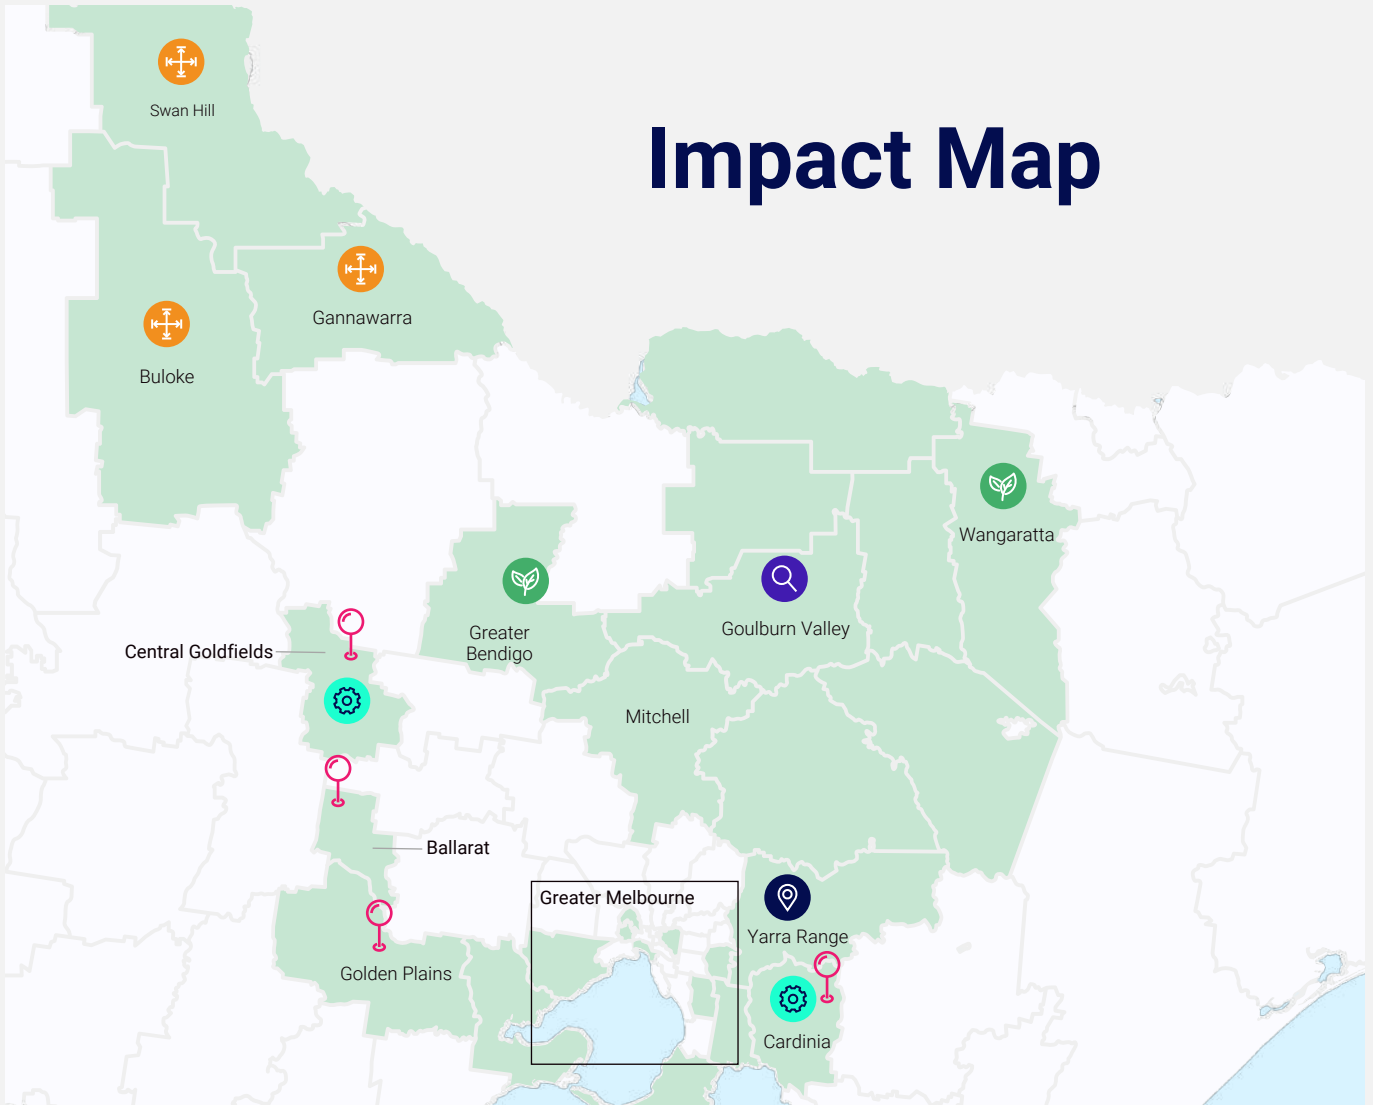 Impact Map
Swan Hill
Gannawarra
Buloke
Wangaratta
Goulburn Valley
Greater
Bendigo
Central Goldfields
Mitchell
Ballarat
Greater Melbourne
Yarra Range
Golden Plains
Cardinia